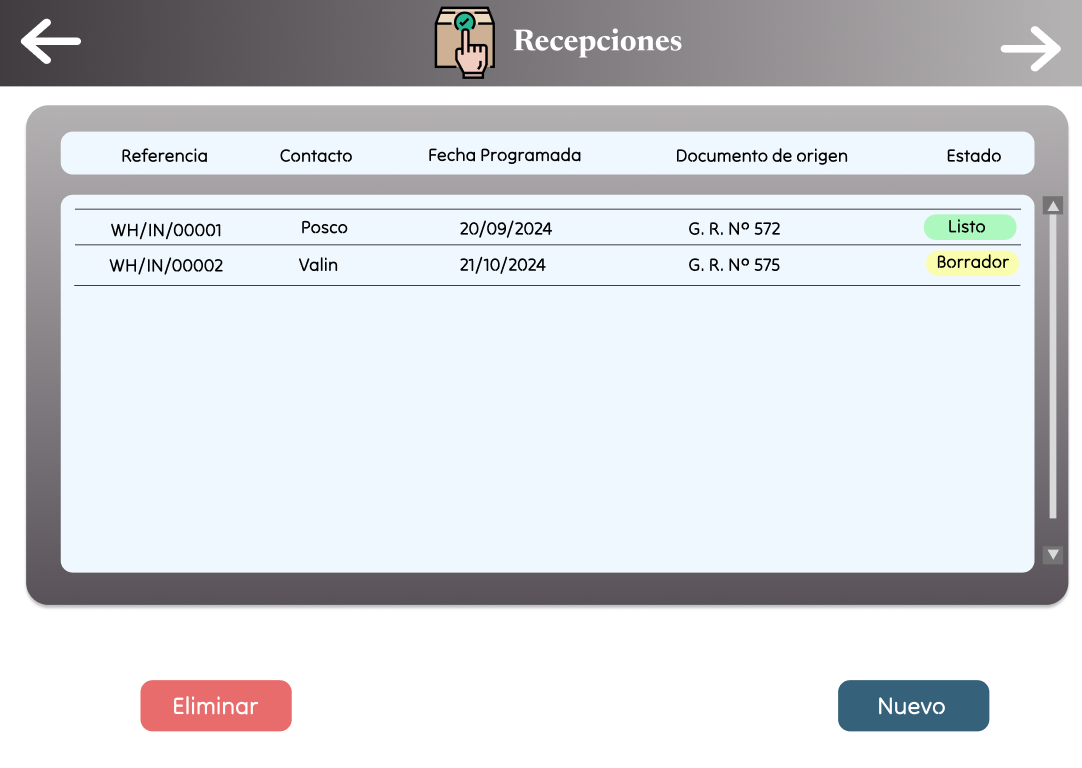 Recepciones
Referencia Contacto Fecha Programada Documento de origen Estado
WH/IN/00001 Posco 20/09/2024 G. R. Nº 572 Listo
WH/IN/00002 Valin 21/10/2024 G. R. Nº 575 Borrador
Eliminar Nuevo